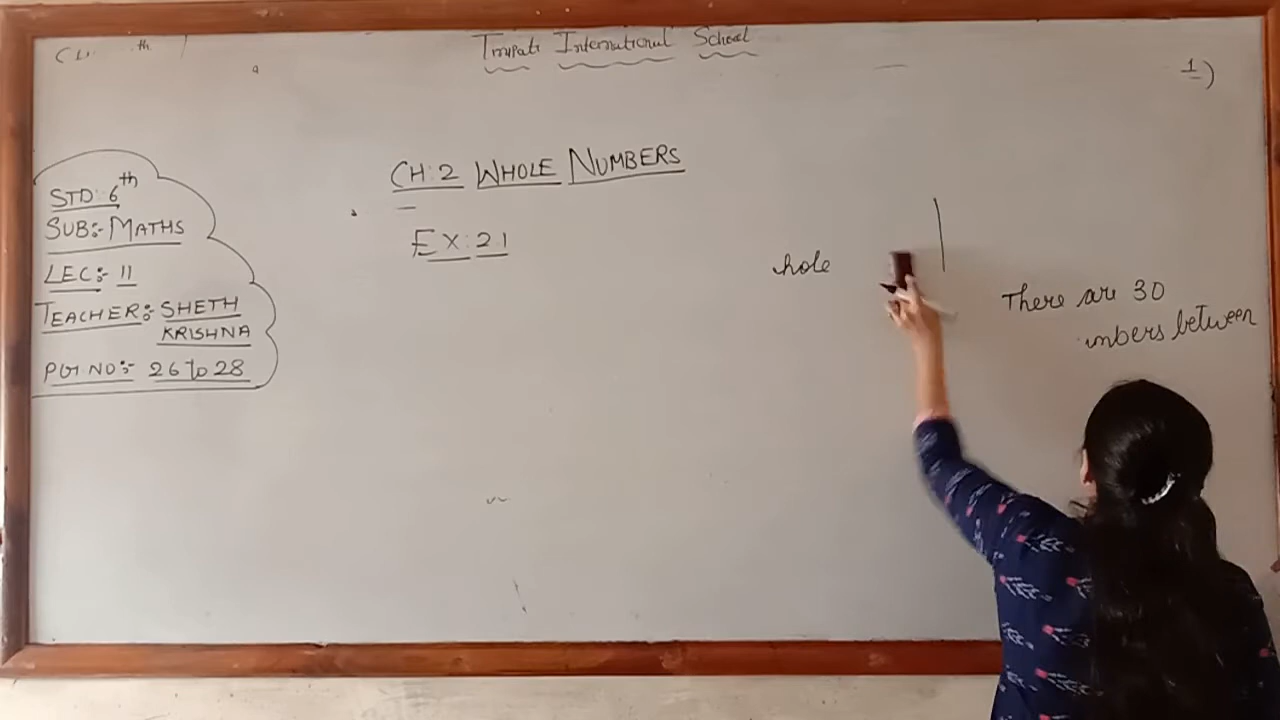 International School
1)
CH:2 WHOLE NUMBERS
EX:2.1
STD:6th
SUB:- MATHS
LEC:- 11
TEACHER:- SHETH
KRISHNA
PG NO:- 26 to 28
hole
There are 30
mbers between